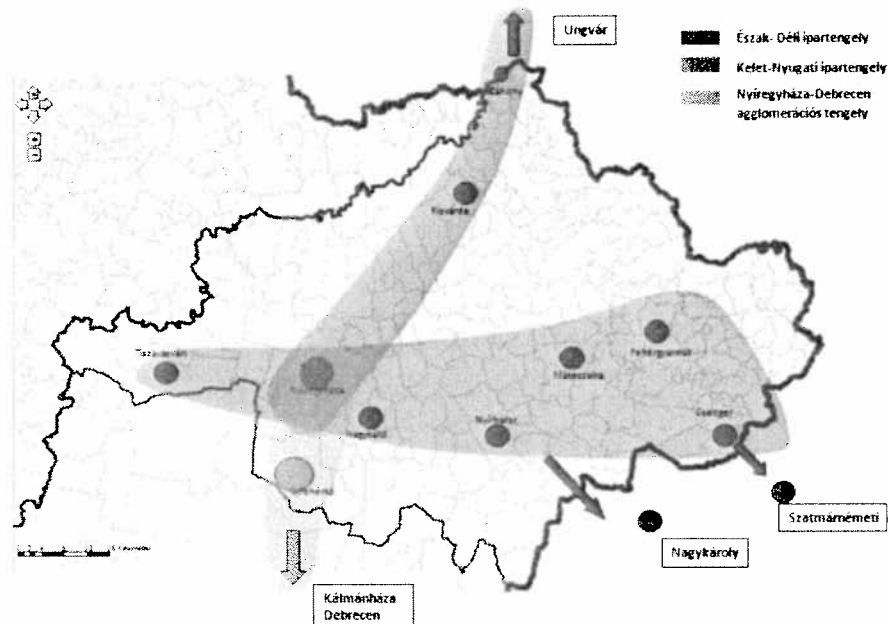 Ungvár
Észak- Déli ipartengely
Kelet-Nyugati ipartengely
Nyíregyháza-Debrecen
agglomerációs tengely
Kisvárda
Tiszavasvári
Fehérgyarmat
Mátészalka
Nagykálló
Nyírbátor
Csenger
Szatmárnémeti
Nagykároly
Kálmánháza
Debrecen